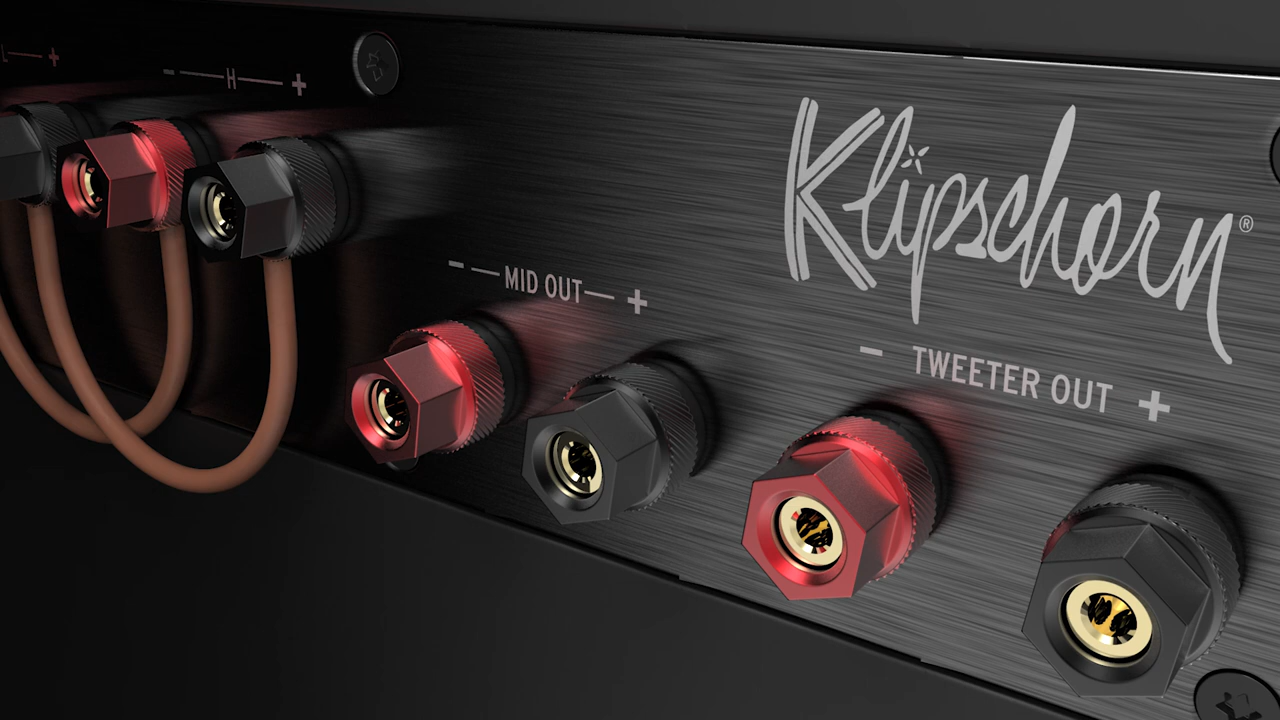 L +
- H +
Klipschorn®
- MID OUT +
- TWEETER OUT +